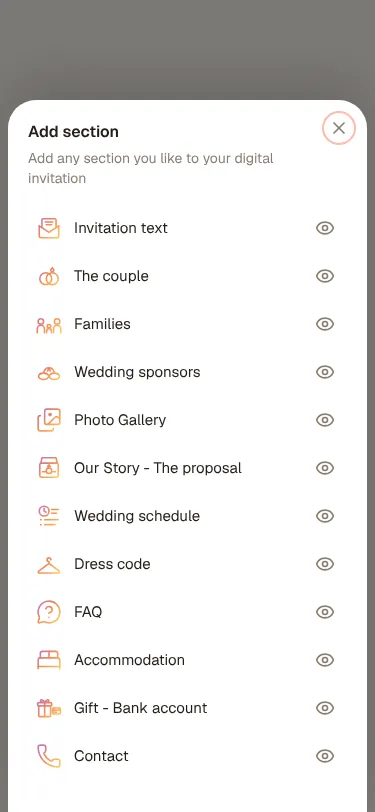 Add section
Add any section you like to your digital
invitation
Invitation text
The couple
Families
Wedding sponsors
Photo Gallery
Our Story - The proposal
Wedding schedule
Dress code
FAQ
Accommodation
Gift - Bank account
Contact